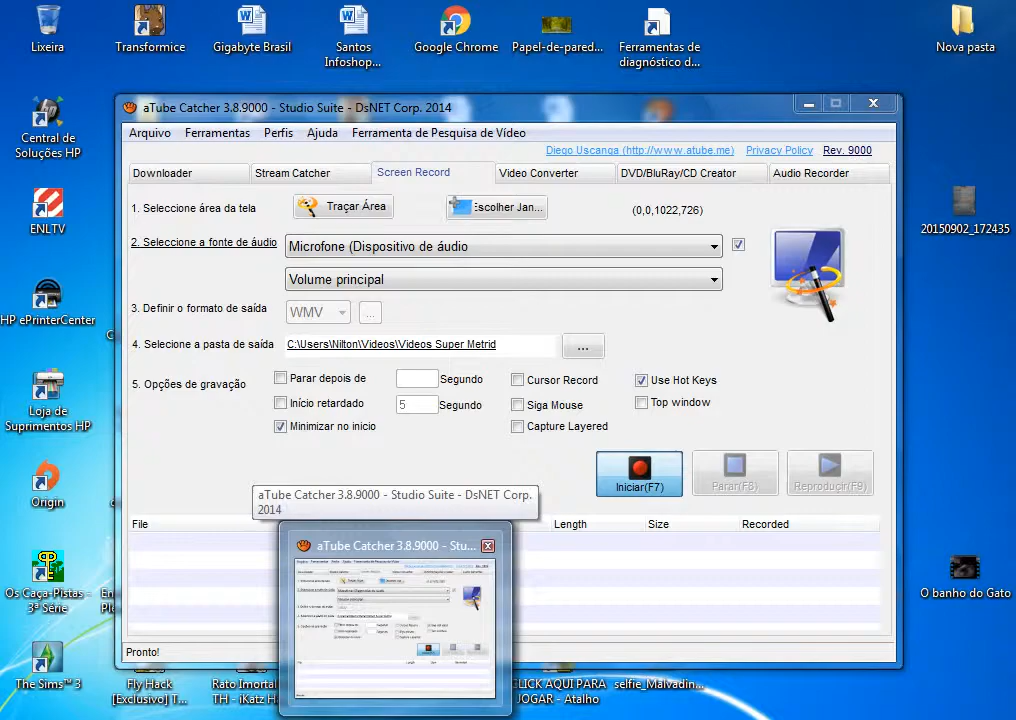 Lixeira
Transformice
Gigabyte Brasil
Santos
Infoshop...
Google Chrome
Papel-de-pared...
Ferramentas de
diagnóstico d...
Nova pasta
Central de
Soluções HP
ENLTV
HP ePrinterCenter
Loja de
Suprimentos HP
Origin
Os Caça-Pistas -
3ª Série
The Sims™ 3
20150902_172435
O banho do Gato
aTube Catcher 3.8.9000 - Studio Suite - DsNET Corp. 2014
Arquivo Ferramentas Perfis Ajuda Ferramenta de Pesquisa de Vídeo
Diego Uscanga (http://www.atube.me) Privacy Policy Rev. 9000
Downloader Stream Catcher Screen Record Video Converter DVD/BluRay/CD Creator Audio Recorder
1. Seleccione área da tela Traçar Área Escolher Jan... (0,0,1022,726)
2. Seleccione a fonte de áudio Microfone (Dispositivo de áudio
Volume principal
3. Definir o formato de saída WMV ...
4. Selecione a pasta de saída C:\Users\Nilton\Videos\Videos Super Metrid ...
5. Opções de gravação Parar depois de Segundo Cursor Record Use Hot Keys
Início retardado 5 Segundo Siga Mouse Top window
Minimizar no inicio Capture Layered
Iniciar(F7) Parar(F8) Reproducir(F9)
File Length Size Recorded
aTube Catcher 3.8.9000 - Studio Suite - DsNET Corp.
2014
aTube Catcher 3.8.9000 - Stu...
Pronto!
Fly Hack
[Exclusivo] T...
Rato Imortal
TH - iKatz H
CLICK AQUI PARA
JOGAR - Atalho
selfie_Malvadin...